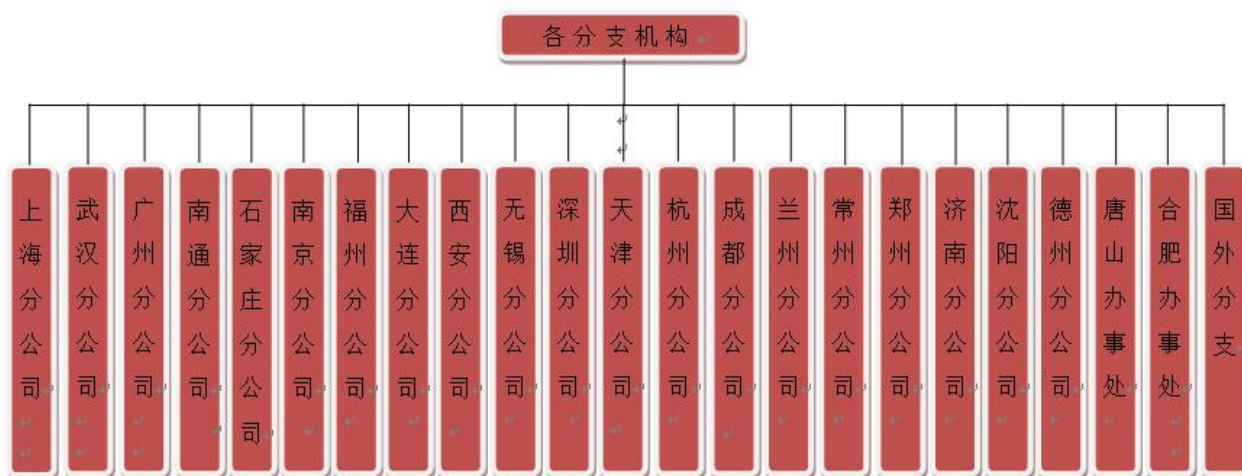 各分支机构
上海分公司
武汉分公司
广州分公司
南通分公司
石家庄分公司
南京分公司
福州分公司
大连分公司
西安分公司
无锡分公司
深圳分公司
天津分公司
杭州分公司
成都分公司
兰州分公司
常州分公司
郑州分公司
济南分公司
沈阳分公司
德州分公司
唐山办事处
合肥办事处
国外分支